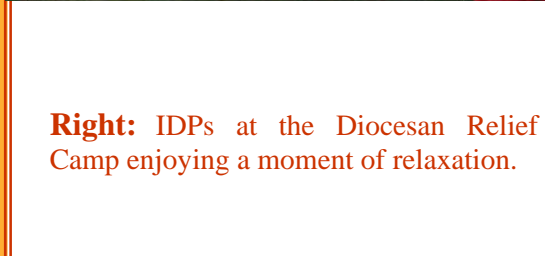 Right: IDPs at the Diocesan Relief
Camp enjoying a moment of relaxation.